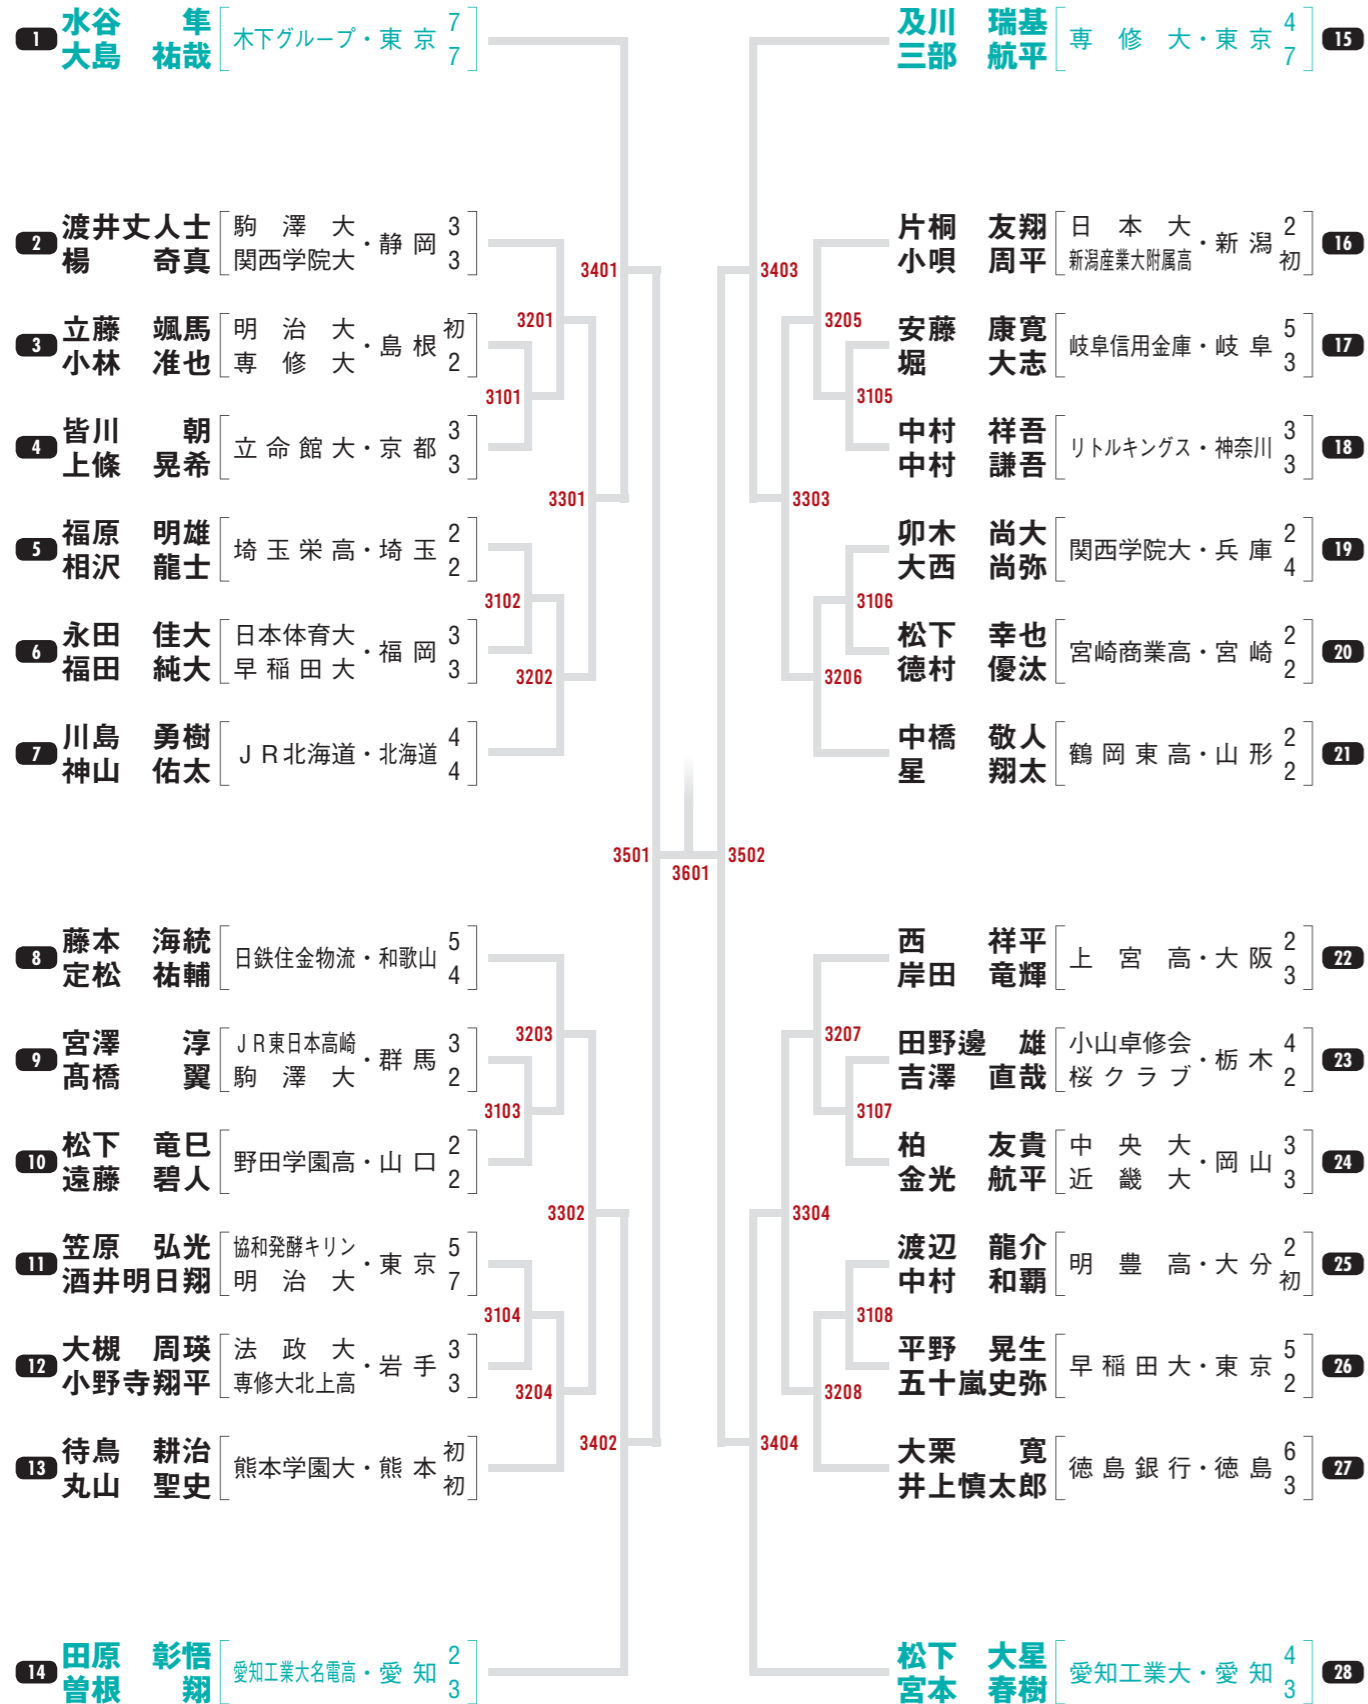 1 水谷 隼 大島 祐哉 [木下グループ・東京 7 7]
2 渡井丈人士 楊 奇真 [駒澤大 関西学院大・静岡 3 3]
3 立藤 颯馬 小林 准也 [明治大 専修大・島根 初 2]
4 皆川 朝 上條 晃希 [立命館大・京都 3 3]
5 福原 明雄 相沢 龍士 [埼玉栄高・埼玉 2 2]
6 永田 佳大 福田 純大 [日本体育大 早稲田大・福岡 3 3]
7 川島 勇樹 神山 佑太 [JR北海道・北海道 4 4]
8 藤本 海統 定松 祐輔 [日鉄住金物流・和歌山 5 4]
9 宮澤 淳 髙橋 翼 [JR東日本高崎 駒澤大・群馬 3 2]
10 松下 竜巳 遠藤 碧人 [野田学園高・山口 2 2]
11 笠原 弘光 酒井明日翔 [協和発酵キリン 明治大・東京 5 7]
12 大槻 周瑛 小野寺翔平 [法政大 専修大北上高・岩手 3 3]
13 待鳥 耕治 丸山 聖史 [熊本学園大・熊本 初 初]
14 田原 彰悟 曽根 翔 [愛知工業大名電高・愛知 2 3]
3401
3201
3101
3301
3102
3202
3501
3203
3103
3302
3104
3204
3402
3601
3403
3205
3105
3303
3106
3206
3502
3207
3107
3304
3108
3208
3404
及川 瑞基 三部 航平 [専修大・東京 4 7] 15
片桐 友翔 小唄 周平 [日本大 新潟産業大附属高・新潟 2 初] 16
安藤 康寛 堀 大志 [岐阜信用金庫・岐阜 5 3] 17
中村 祥吾 中村 謙吾 [リトルキングス・神奈川 3 3] 18
卯木 尚大 大西 尚弥 [関西学院大・兵庫 2 4] 19
松下 幸也 德村 優汰 [宮崎商業高・宮崎 2 2] 20
中橋 敬人 星 翔太 [鶴岡東高・山形 2 2] 21
西 祥平 岸田 竜輝 [上宮高・大阪 2 3] 22
田野邊 雄 吉澤 直哉 [小山卓修会 桜クラブ・栃木 4 2] 23
柏 友貴 金光 航平 [中央大 近畿大・岡山 3 3] 24
渡辺 龍介 中村 和覇 [明豊高・大分 2 初] 25
平野 晃生 五十嵐史弥 [早稲田大・東京 5 2] 26
大栗 寛 井上慎太郎 [徳島銀行・徳島 6 3] 27
松下 大星 宮本 春樹 [愛知工業大・愛知 4 3] 28